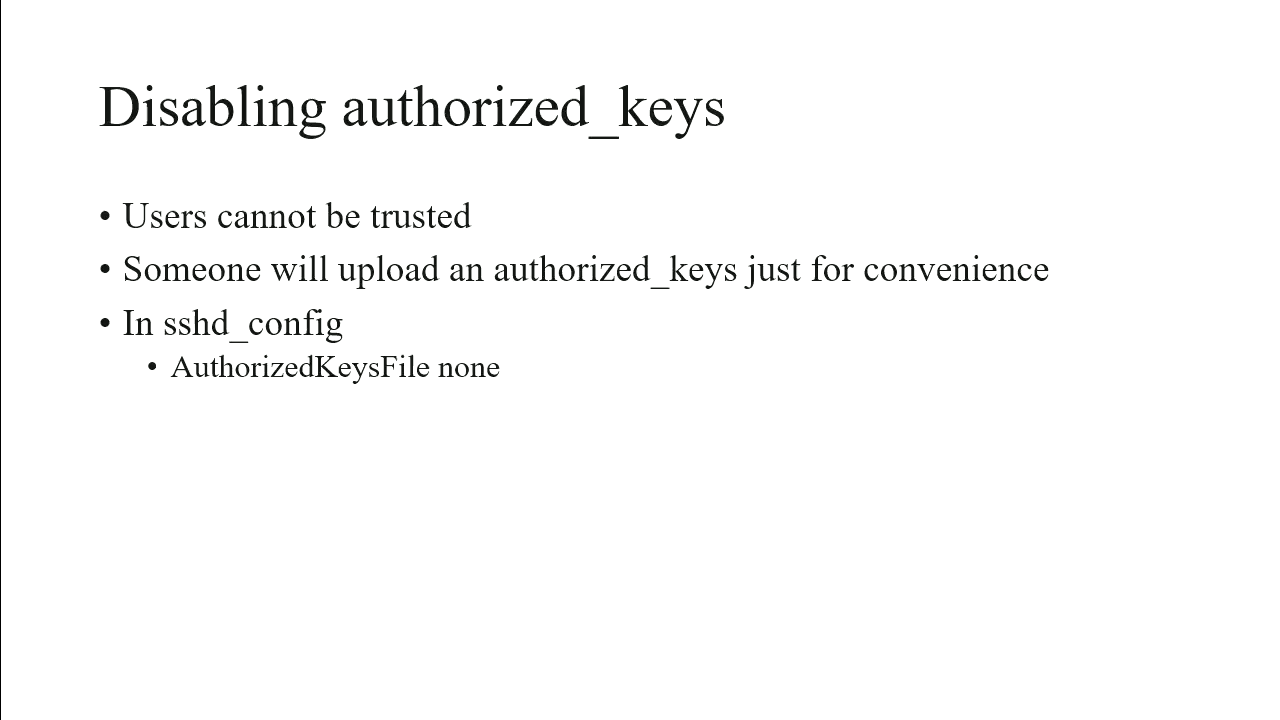 Disabling authorized_keys
• Users cannot be trusted
• Someone will upload an authorized_keys just for convenience
• In sshd_config
• AuthorizedKeysFile none